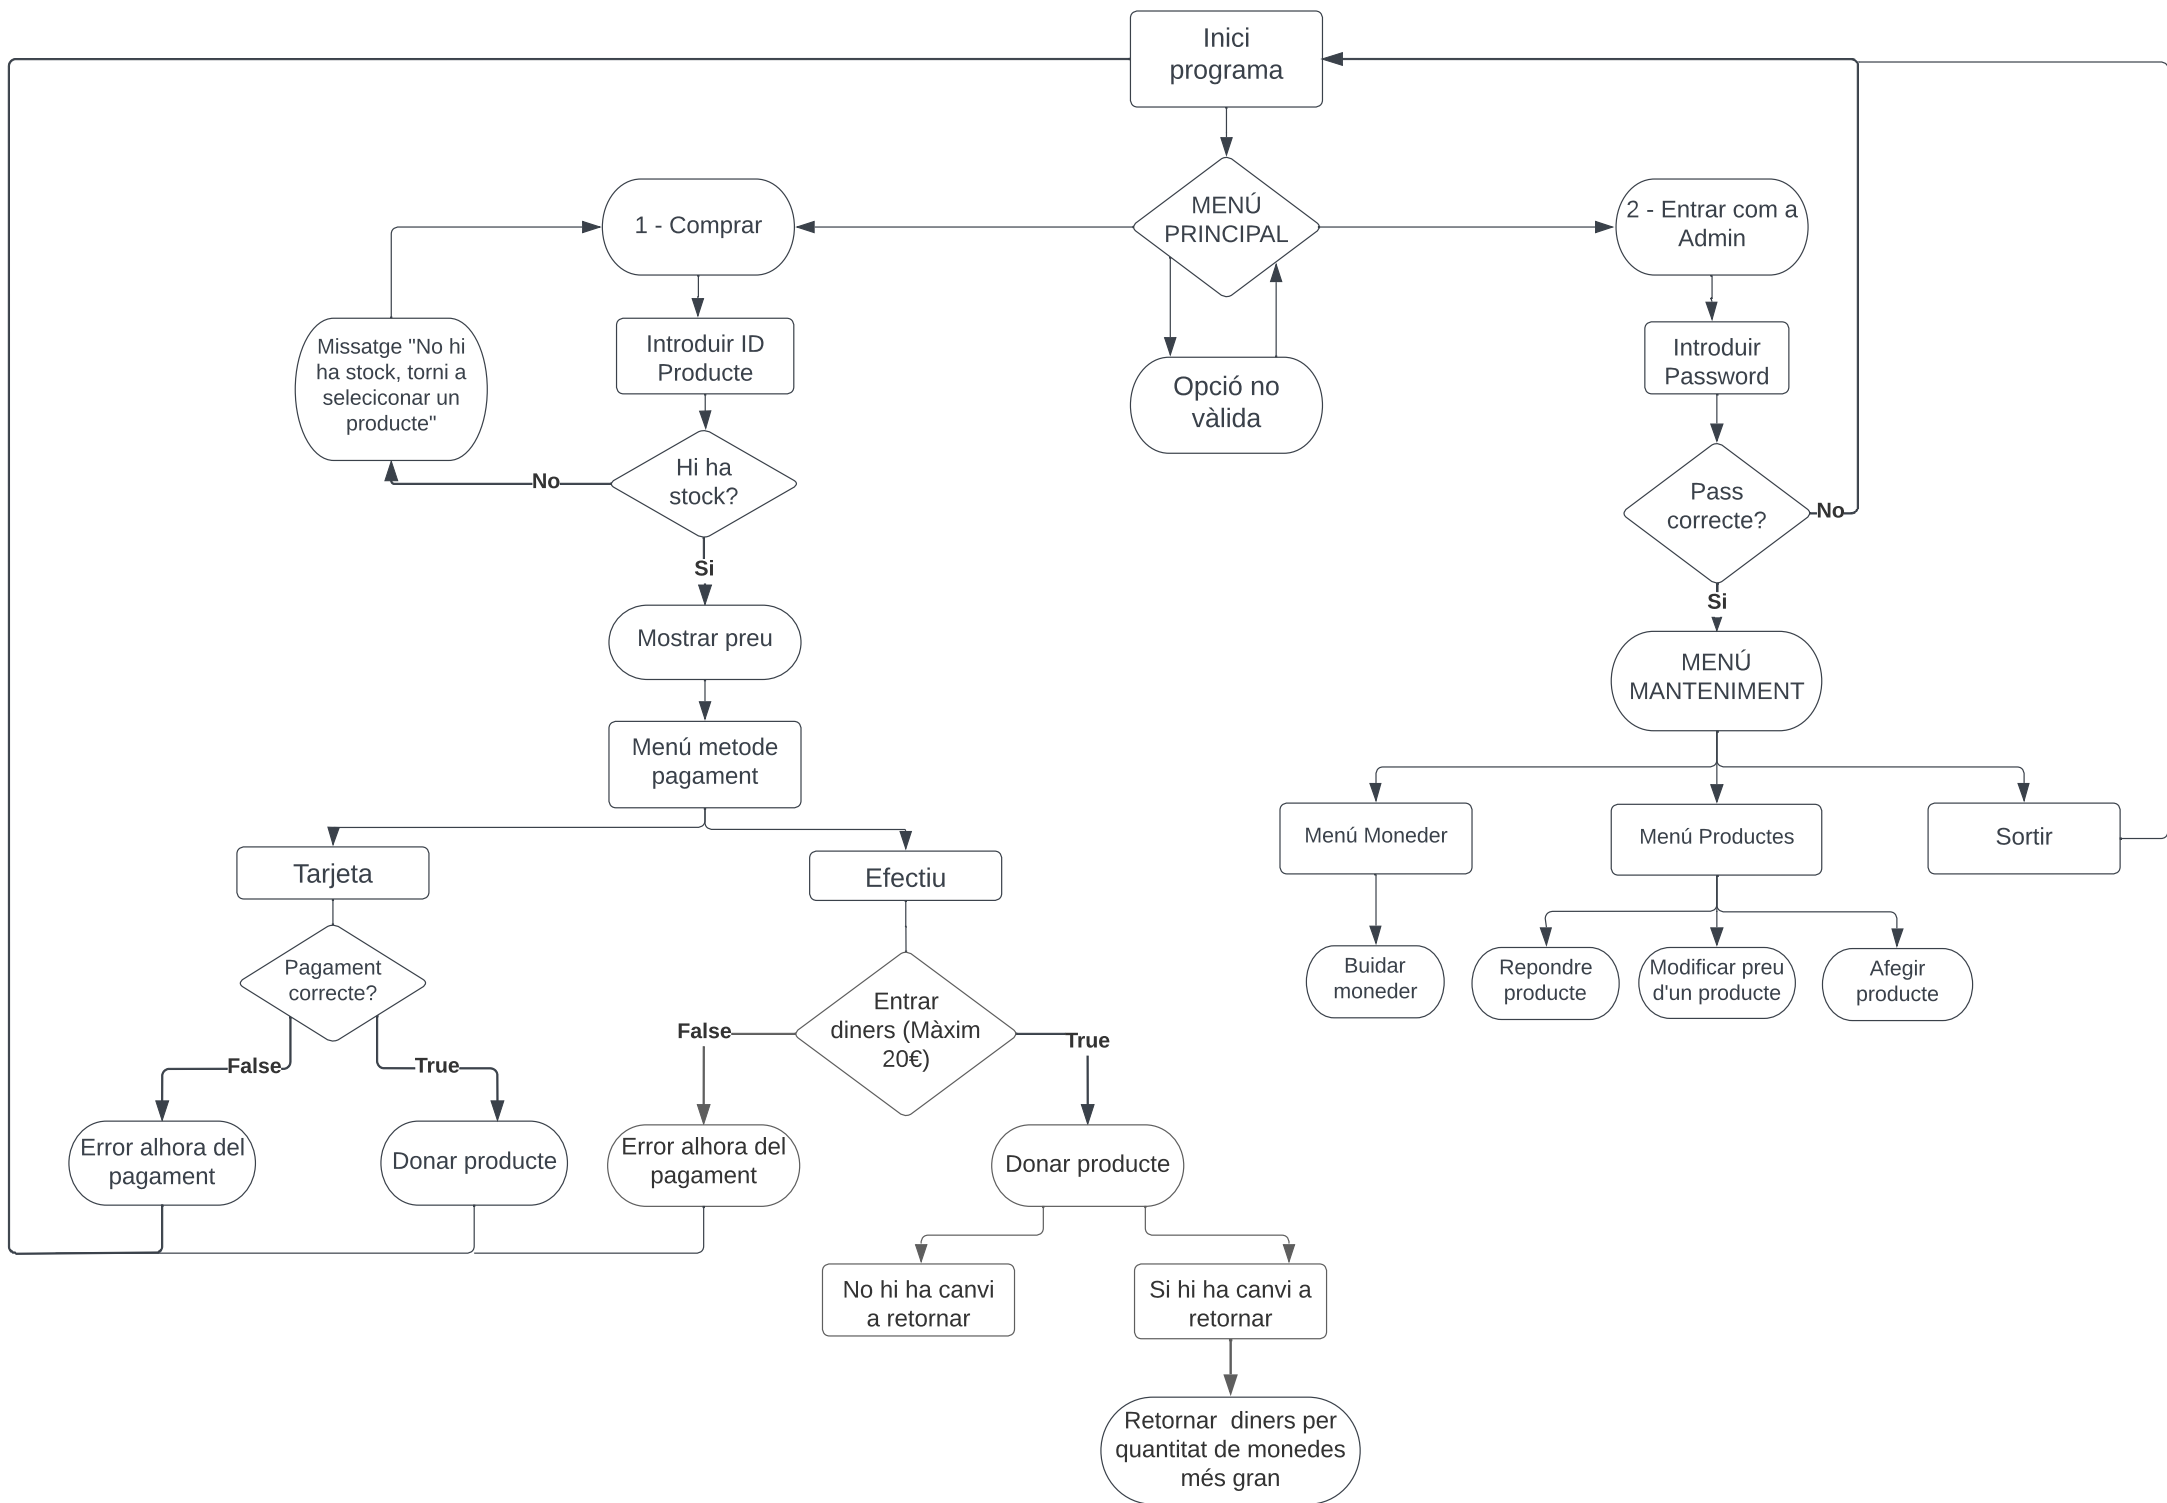 Inici
programa
MENÚ
PRINCIPAL
1 - Comprar
2 - Entrar com a
Admin
Missatge "No hi
ha stock, torni a
seleciconar un
producte"
Introduir ID
Producte
Opció no
vàlida
Introduir
Password
Hi ha
stock?
No
Si
Pass
correcte?
No
Si
Mostrar preu
MENÚ
MANTENIMENT
Menú metode
pagament
Menú Moneder
Menú Productes
Sortir
Tarjeta
Efectiu
Pagament
correcte?
Entrar
diners (Màxim
20€)
Buidar
moneder
Repondre
producte
Modificar preu
d'un producte
Afegir
producte
False
True
False
True
Error alhora del
pagament
Donar producte
Error alhora del
pagament
Donar producte
No hi ha canvi
a retornar
Si hi ha canvi a
retornar
Retornar  diners per
quantitat de monedes
més gran